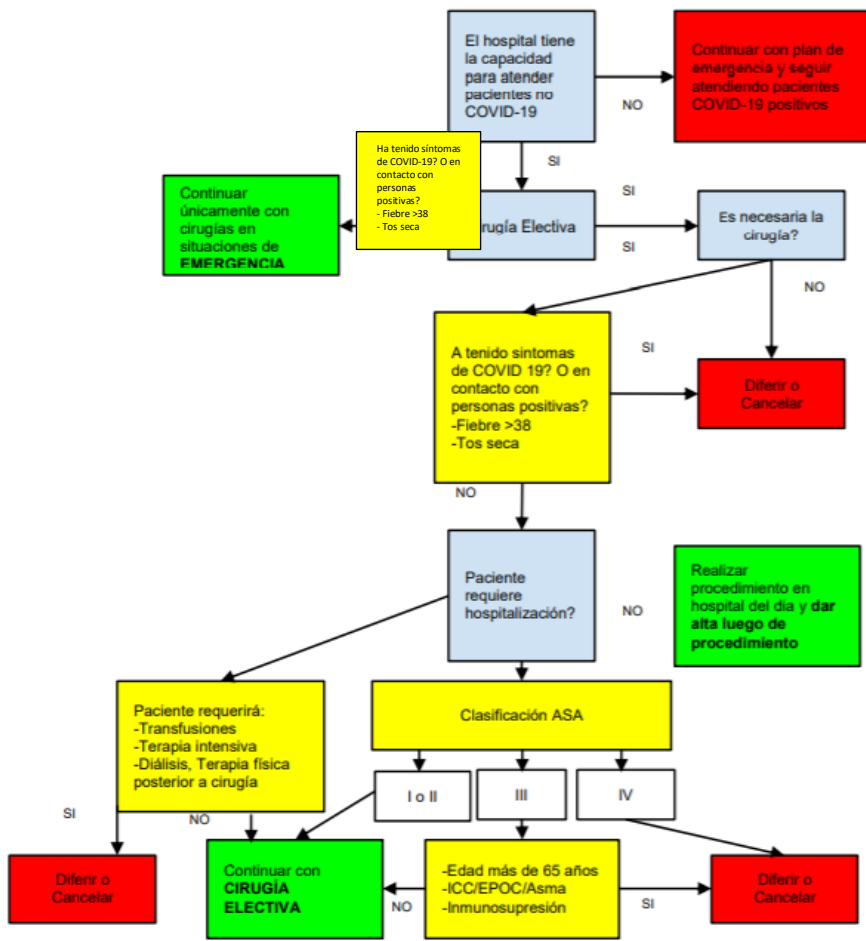 El hospital tiene
la capacidad
para atender
pacientes no
COVID-19
Continuar con plan de
emergencia y seguir
atendiendo pacientes
COVID-19 positivos
NO
SI
Ha tenido síntomas
de COVID-19? O en
contacto con
personas
positivas?
- Fiebre >38
- Tos seca
Continuar
únicamente con
cirugías en
situaciones de
EMERGENCIA
Electiva
SI
SI
Es necesaria la
cirugía?
NO
A tenido sintomas
de COVID 19? O en
contacto con
personas positivas?
-Fiebre >38
-Tos seca
SI
Diferir o
Cancelar
NO
Paciente
requiere
hospitalización?
NO
Realizar
procedimiento en
hospital del dia y dar
alta luego de
procedimiento
Paciente requerirá:
-Transfusiones
-Terapia intensiva
-Diálisis, Terapia física
posterior a cirugía
Clasificación ASA
I o II
III
IV
SI
NO
Diferir o
Cancelar
Continuar con
CIRUGÍA
ELECTIVA
NO
-Edad más de 65 años
-ICC/EPOC/Asma
-Inmunosupresión
SI
Diferir o
Cancelar